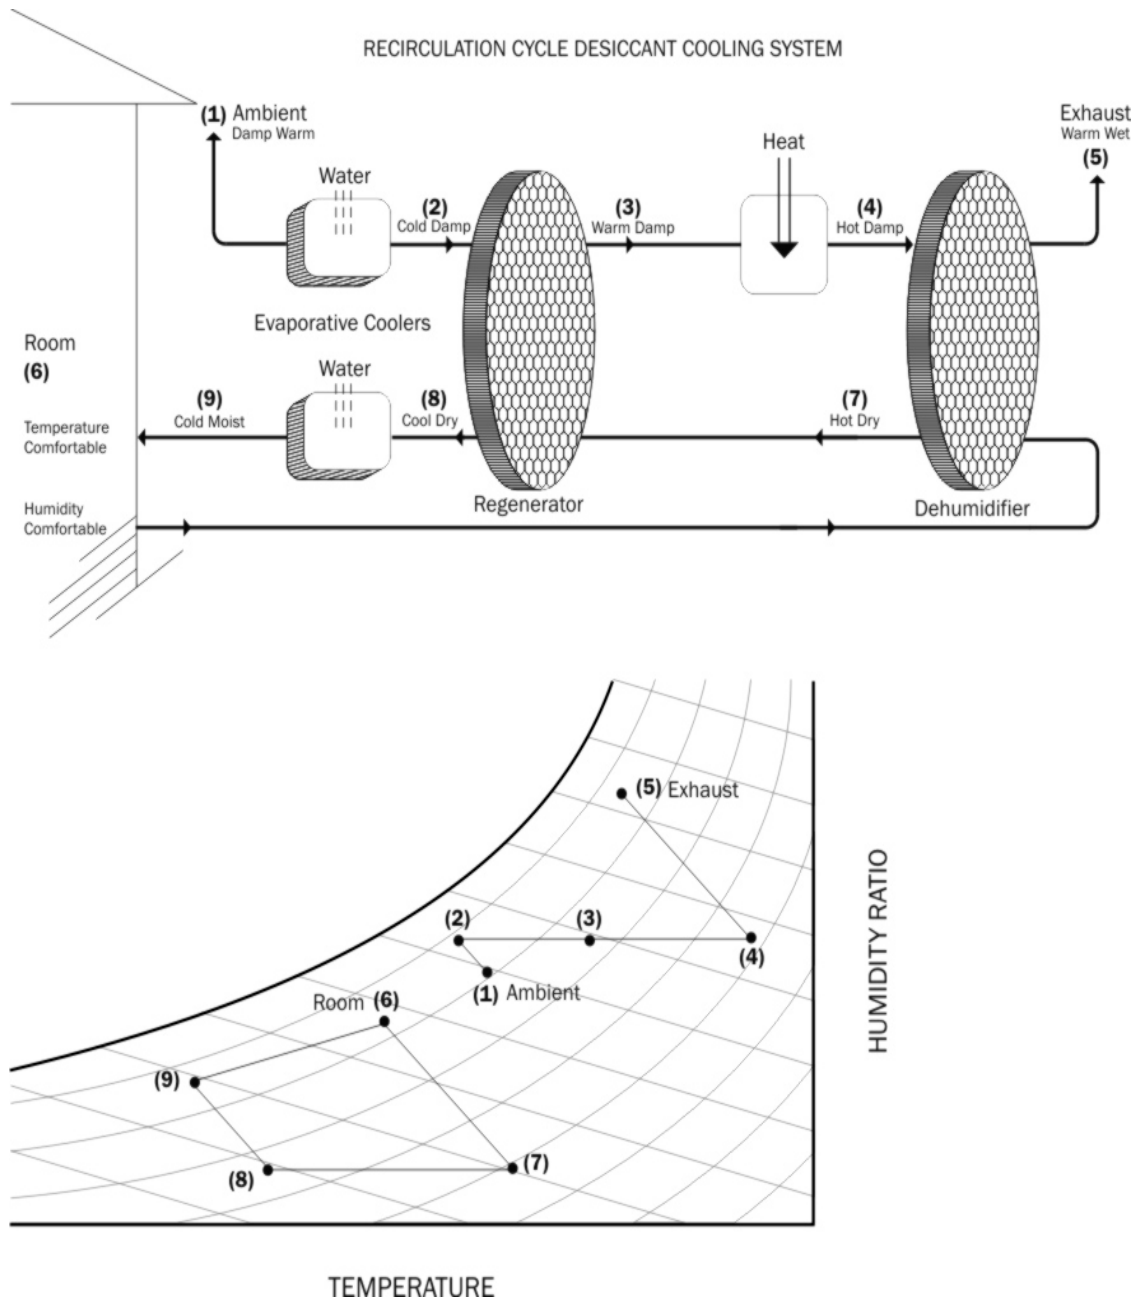 RECIRCULATION CYCLE DESICCANT COOLING SYSTEM
(1) Ambient
Damp Warm
Exhaust
Warm Wet
(5)
Heat
Water
(2)
Cold Damp
(3)
Warm Damp
(4)
Hot Damp
Evaporative Coolers
Room
(6)
Water
(9)
Cold Moist
(8)
Cool Dry
(7)
Hot Dry
Temperature
Comfortable
Regenerator
Dehumidifier
Humidity
Comfortable
(5) Exhaust
(2)
(3)
(4)
(1) Ambient
Room (6)
(9)
(8)
(7)
HUMIDITY RATIO
TEMPERATURE